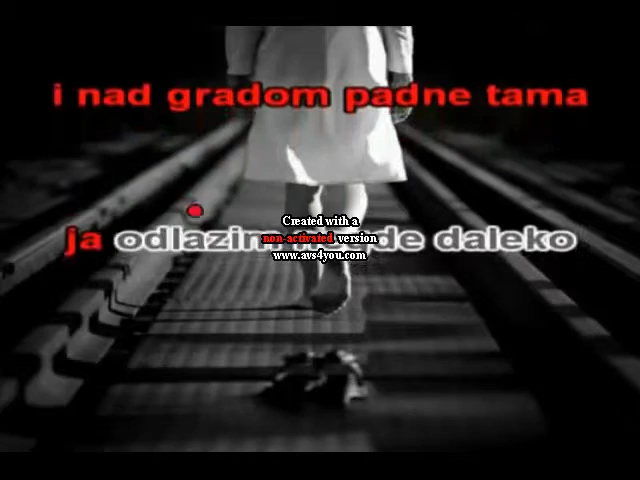 i nad gradom padne tama
Created with a
ja odlazim daleko
non-activated version
www.avs4you.com